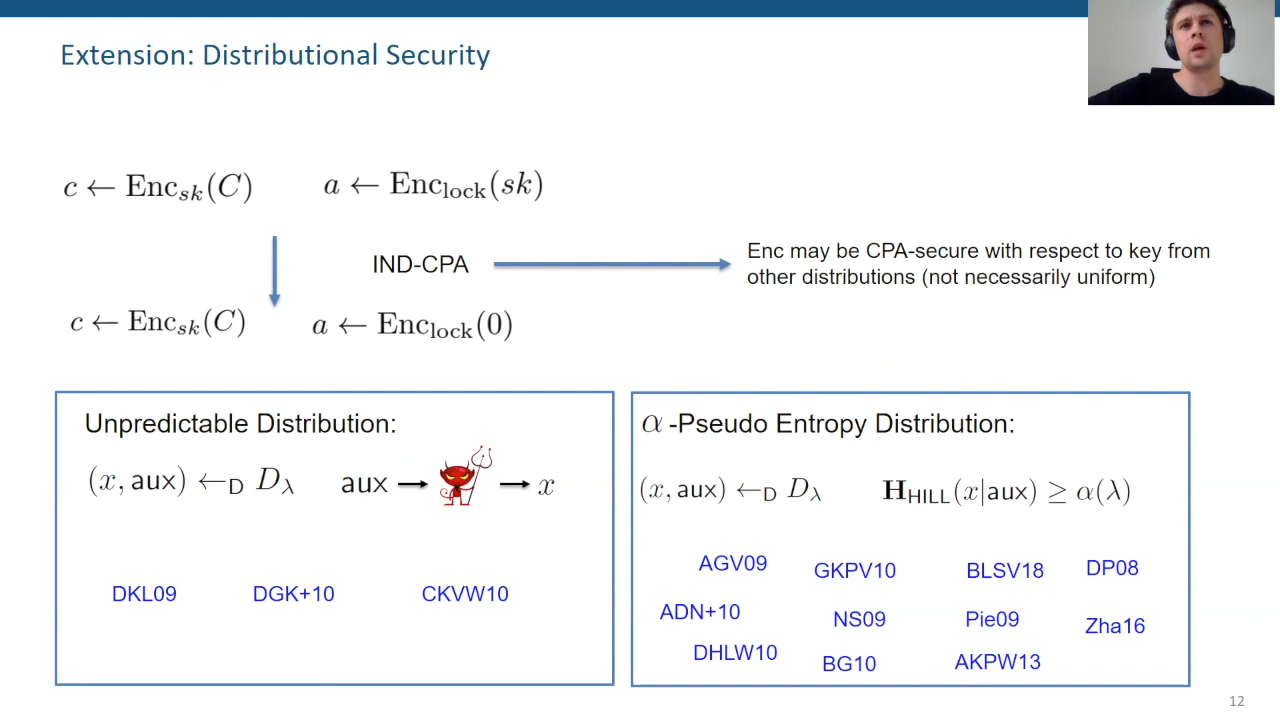 Extension: Distributional Security
c ← Enc_sk(C) a ← Enc_lock(sk)
IND-CPA
Enc may be CPA-secure with respect to key from
other distributions (not necessarily uniform)
c ← Enc_sk(C) a ← Enc_lock(0)
Unpredictable Distribution:
(x, aux) ←_D D_λ aux → → x
DKL09 DGK+10 CKVW10
α -Pseudo Entropy Distribution:
(x, aux) ←_D D_λ H_HILL(x|aux) ≥ α(λ)
AGV09 GKPV10 BLSV18 DP08
ADN+10 NS09 Pie09 Zha16
DHLW10 BG10 AKPW13
12